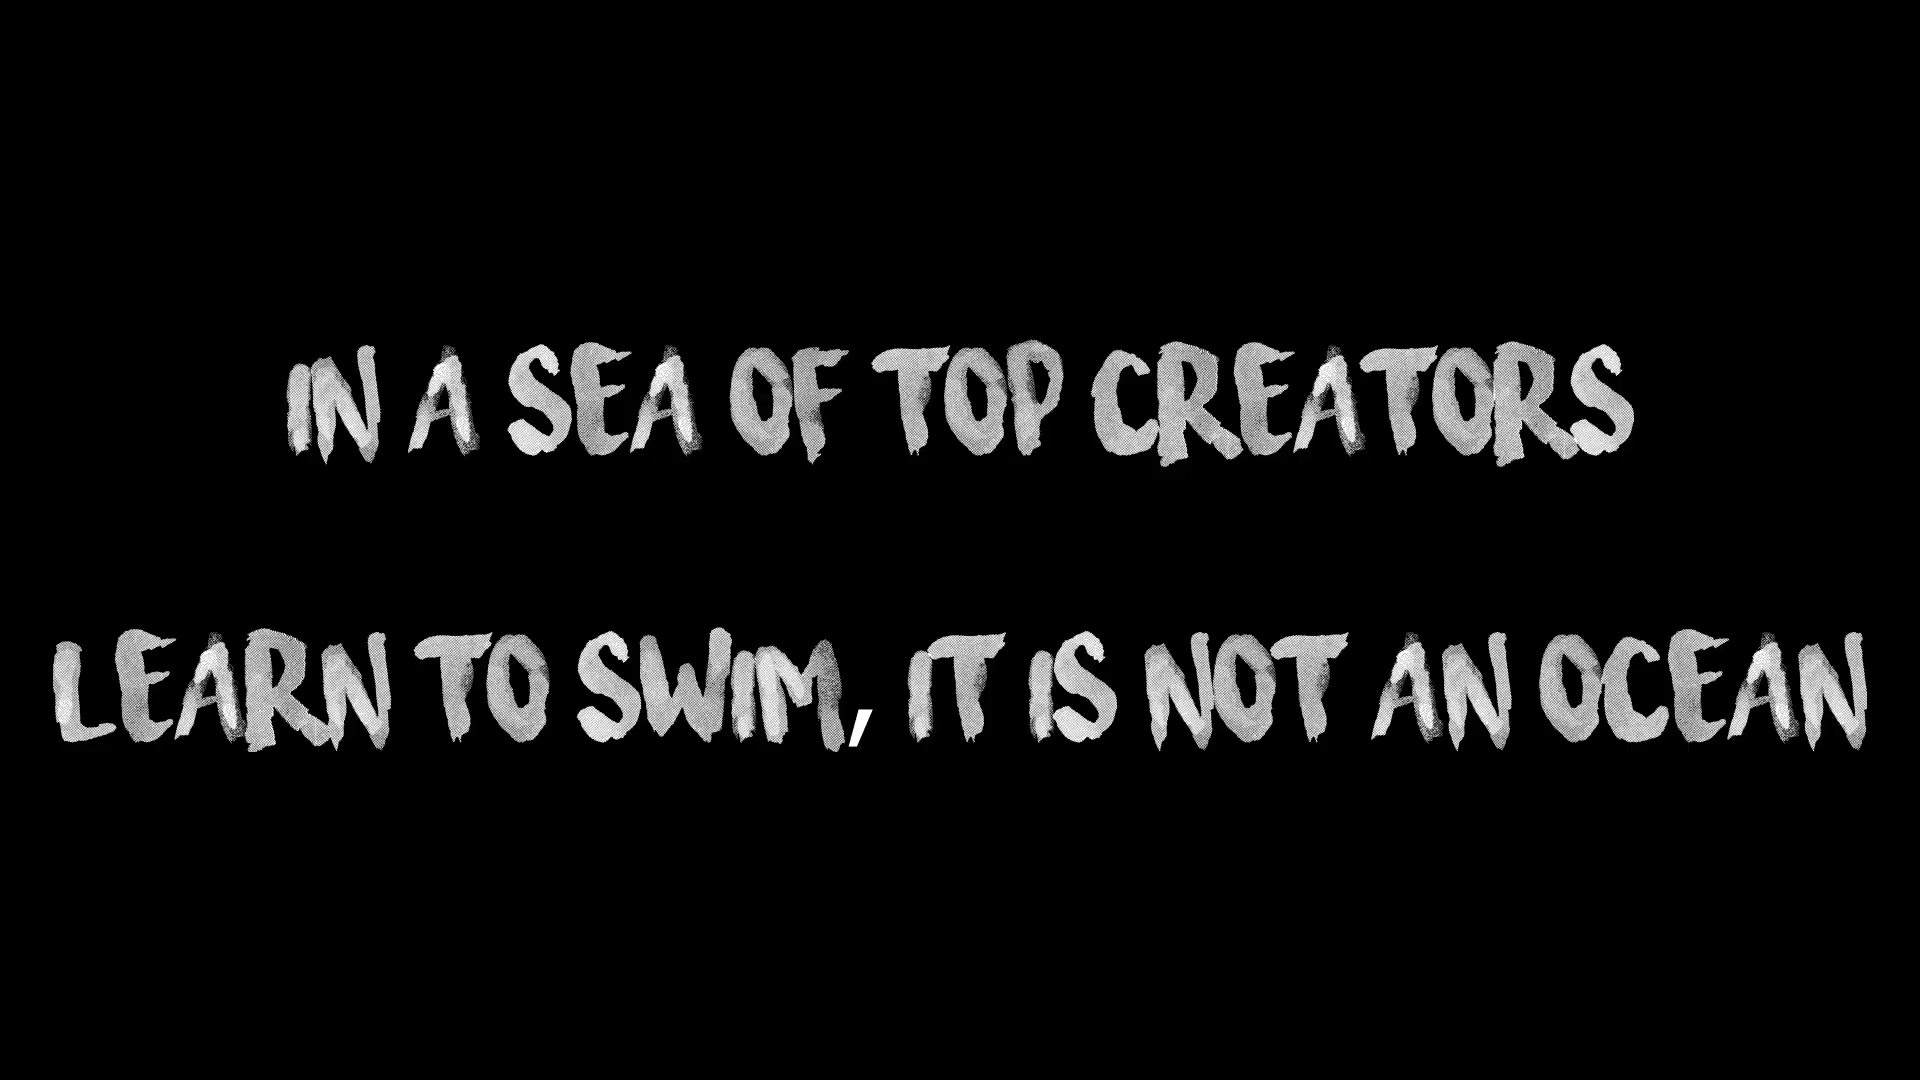 IN A SEA OF TOP CREATORS
LEARN TO SWIM, IT IS NOT AN OCEAN